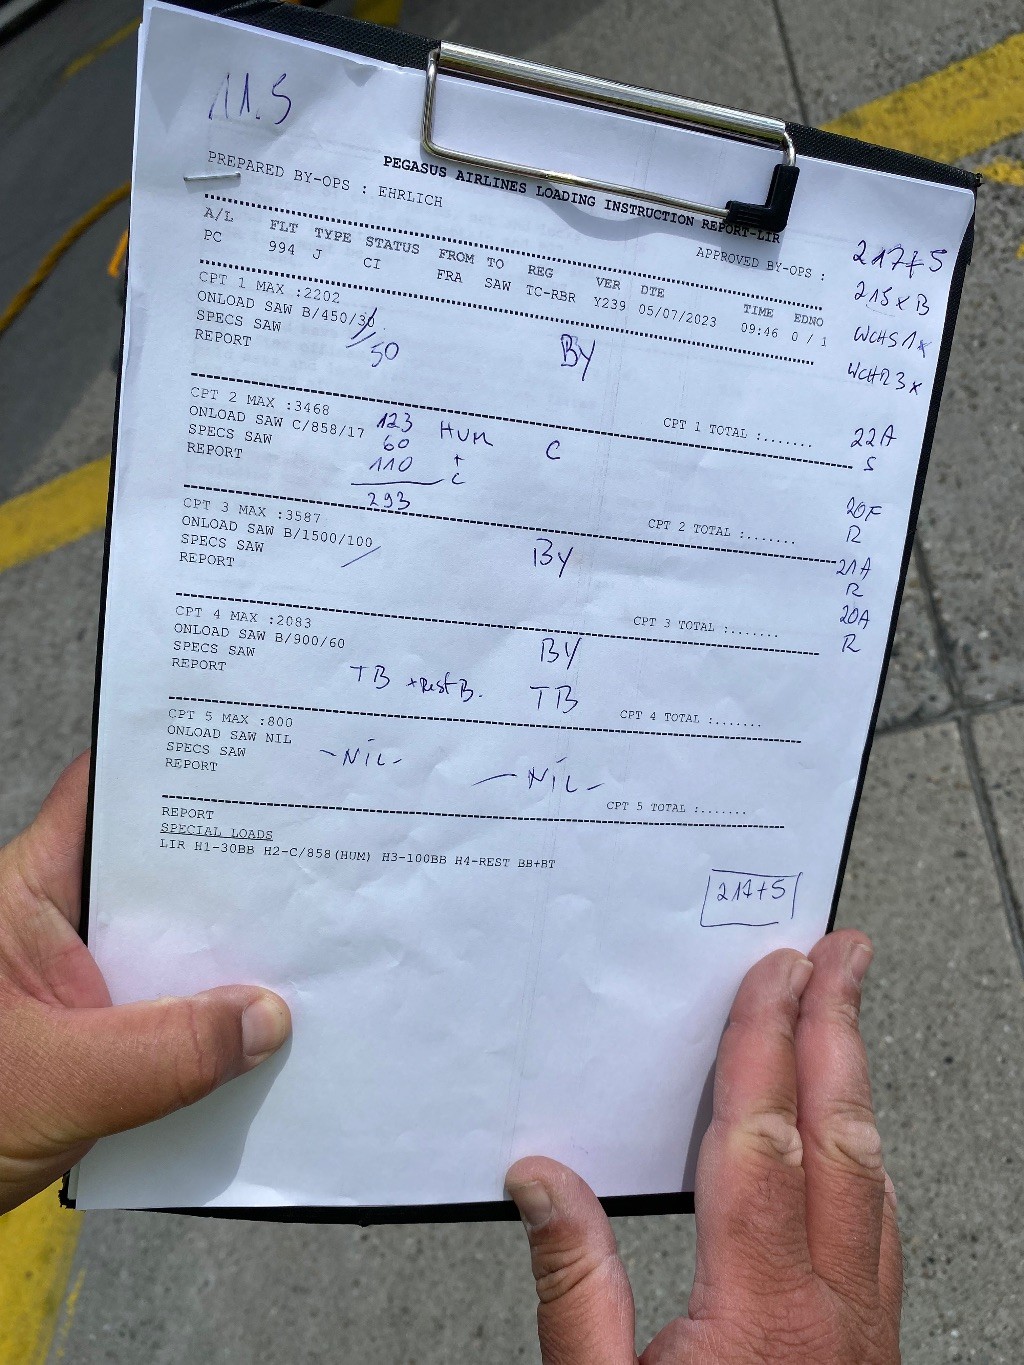 11.5
PEGASUS AIRLINES LOADING INSTRUCTION REPORT-LIR
PREPARED BY-OPS : EHRLICH
APPROVED BY-OPS :
217+5
A/L FLT TYPE STATUS FROM TO REG VER DTE TIME EDNO
PC 994 J CI FRA SAW TC-RBR Y239 05/07/2023 09:46 0 / 1
215 x B
WCHS 1x
WCHR 3x
CPT 1 MAX :2202
ONLOAD SAW B/450/30
SPECS SAW
REPORT
50
BY
CPT 1 TOTAL :.......
22A
S
CPT 2 MAX :3468
ONLOAD SAW C/858/17
SPECS SAW
REPORT
123 HUM C
60 +
110 C
293
CPT 2 TOTAL :.......
20F
R
CPT 3 MAX :3587
ONLOAD SAW B/1500/100
SPECS SAW
REPORT
BY
CPT 3 TOTAL :.......
21A
R
20A
R
CPT 4 MAX :2083
ONLOAD SAW B/900/60
SPECS SAW
REPORT
BY
TB + Rest B. TB
CPT 4 TOTAL :.......
CPT 5 MAX :800
ONLOAD SAW NIL
SPECS SAW
REPORT
-NiL-
-NiL-
CPT 5 TOTAL :.......
REPORT
SPECIAL LOADS
LIR H1-30BB H2-C/858(HUM) H3-100BB H4-REST BB+BT
217+5